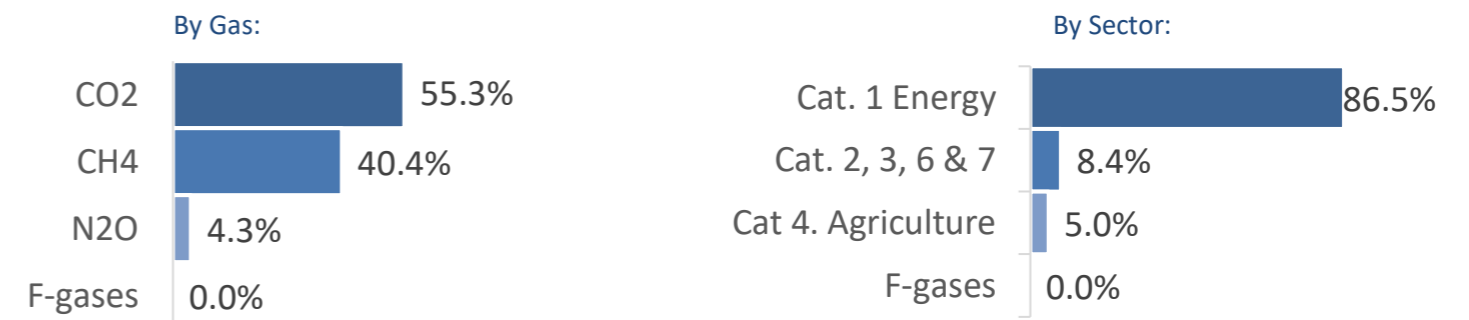 By Gas:
CO2 55.3%
CH4 40.4%
N2O 4.3%
F-gases 0.0%
By Sector:
Cat. 1 Energy 86.5%
Cat. 2, 3, 6 & 7 8.4%
Cat 4. Agriculture 5.0%
F-gases 0.0%